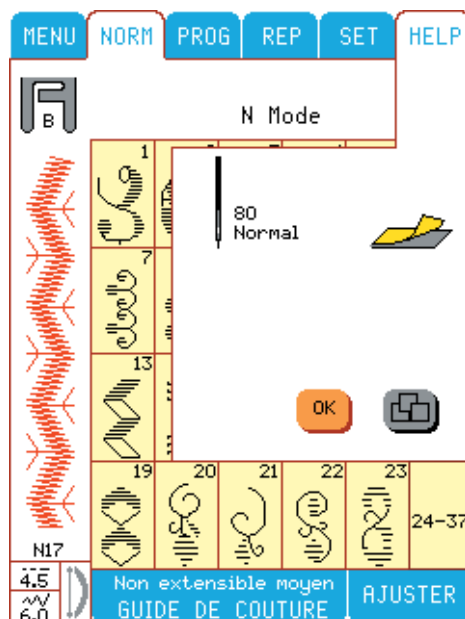 MENU NORM PROG REP SET HELP
B
N Mode
1
80
Normal
7
13
OK
19 20 21 22 23 24-37
N17
4.5
6.0
Non extensible moyen
GUIDE DE COUTURE
AJUSTER